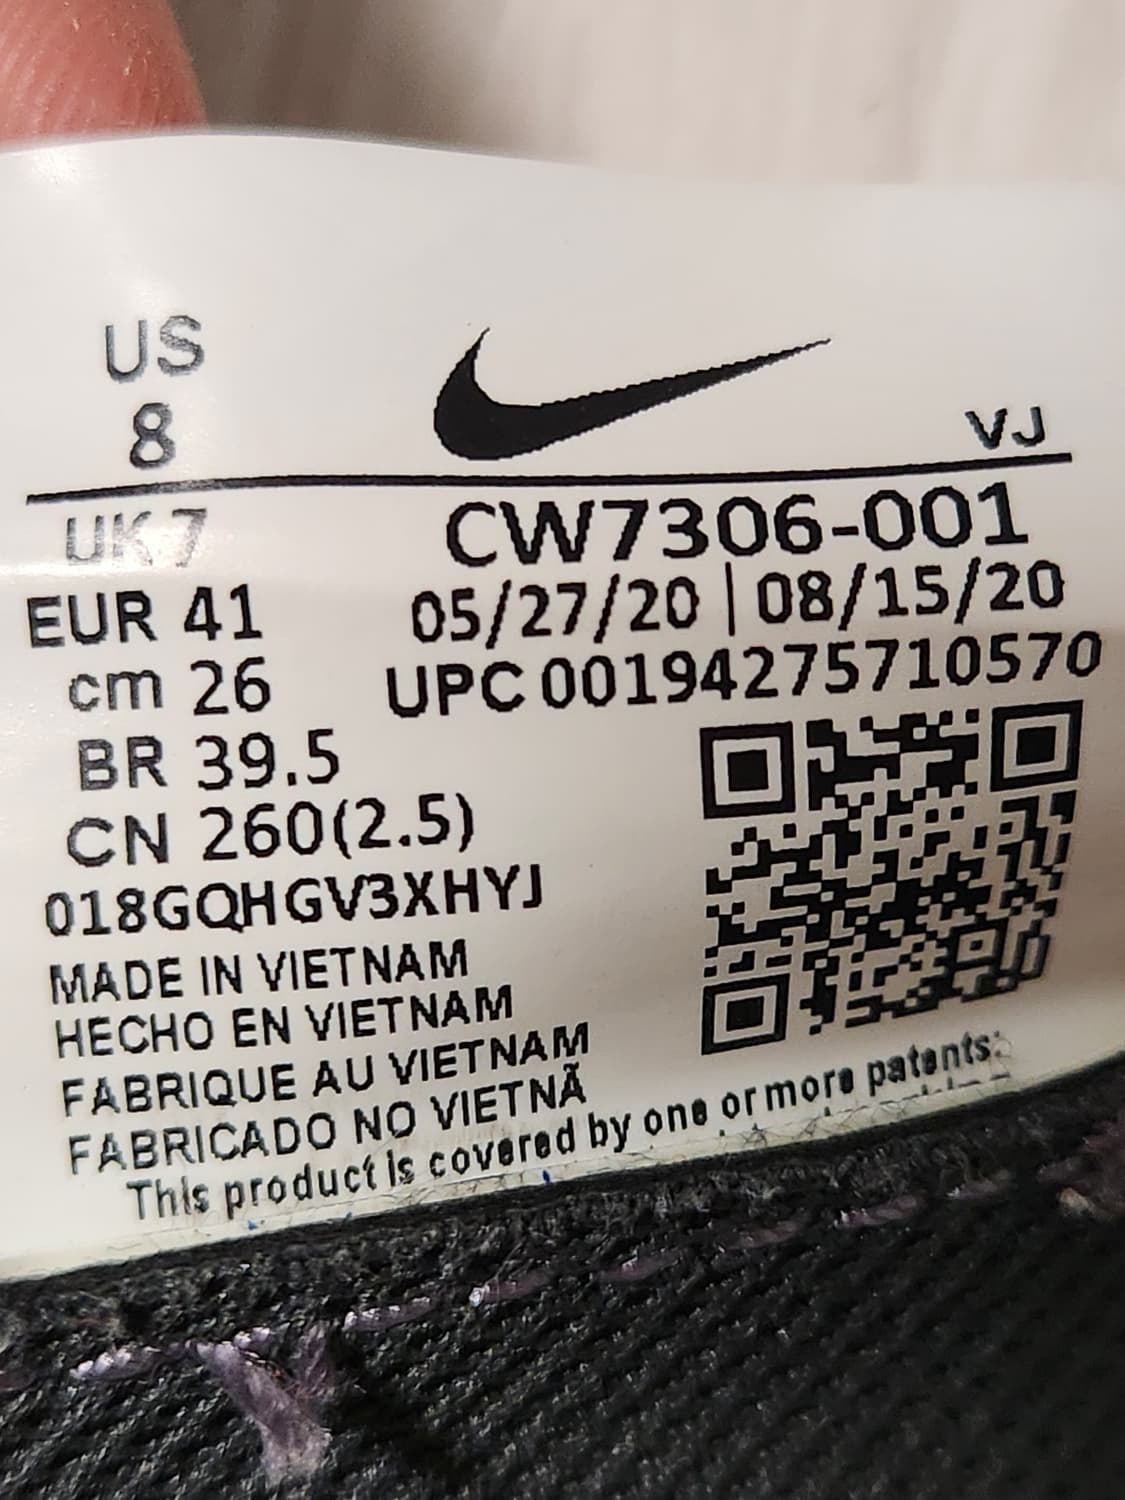 US
8
VJ
UK 7
CW7306-001
EUR 41
05/27/20 | 08/15/20
cm 26
UPC 00194275710570
BR 39.5
CN 260(2.5)
018GQHGV3XHYJ
MADE IN VIETNAM
HECHO EN VIETNAM
FABRIQUE AU VIETNAM
FABRICADO NO VIETNÃ
This product is covered by one or more patents: